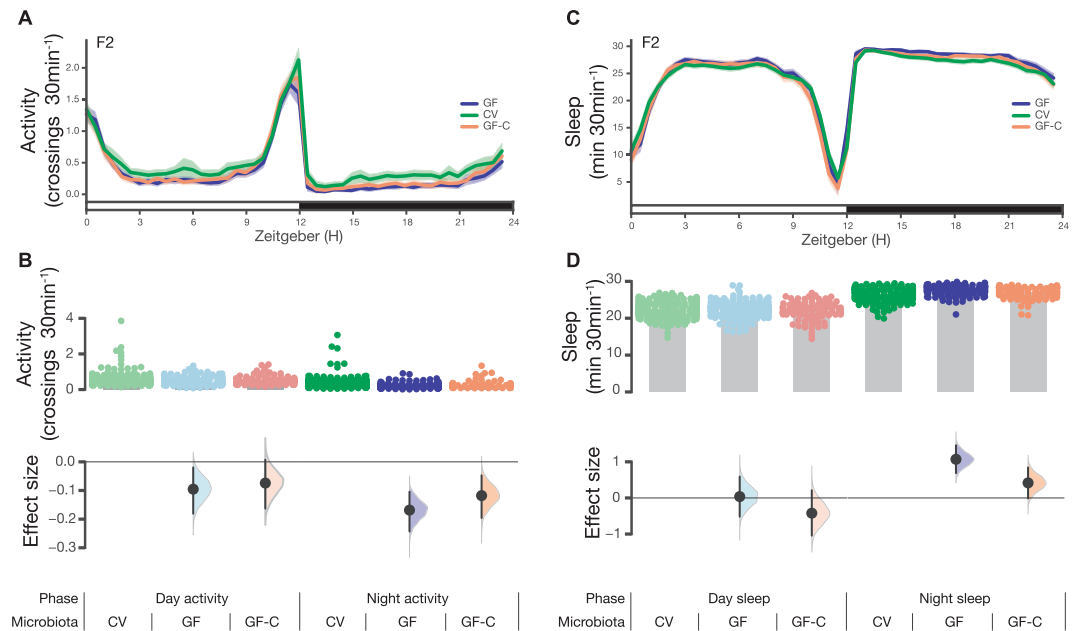 A
F2
Activity
(crossings 30min⁻¹)
2.0
1.5
1.0
0.5
0.0
GF
CV
GF-C
0 3 6 9 12 15 18 21 24
Zeitgeber (H)
C
F2
Sleep
(min 30min⁻¹)
30
25
20
15
10
5
GF
CV
GF-C
0 3 6 9 12 15 18 21 24
Zeitgeber (H)
B
Activity
(crossings 30min⁻¹)
4
2
0
Effect size
0.0
−0.1
−0.2
−0.3
Phase Day activity Night activity
Microbiota CV GF GF-C CV GF GF-C
D
Sleep
(min 30min⁻¹)
30
20
10
0
Effect size
1
0
−1
Phase Day sleep Night sleep
Microbiota CV GF GF-C CV GF GF-C